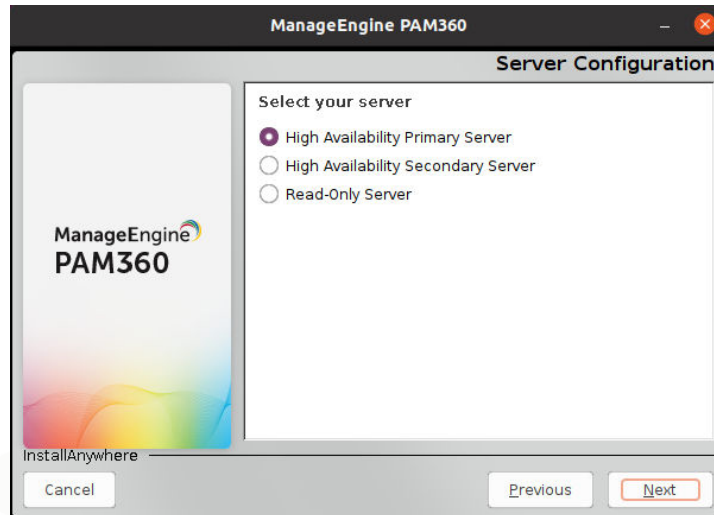 ManageEngine PAM360
Server Configuration
Select your server
High Availability Primary Server
High Availability Secondary Server
Read-Only Server
ManageEngine
PAM360
InstallAnywhere
Cancel
Previous
Next